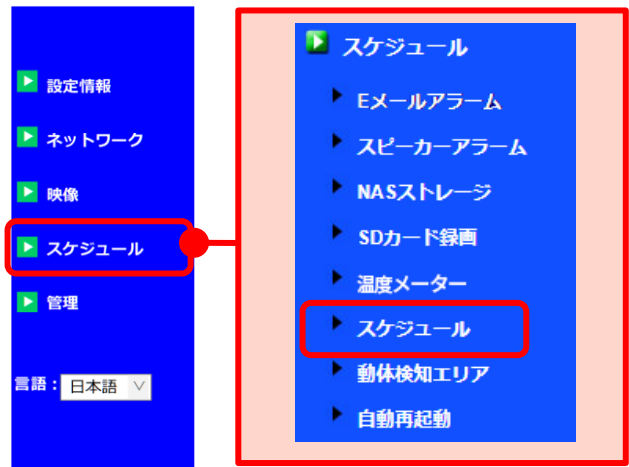 設定情報
ネットワーク
映像
スケジュール
管理
言語：日本語
スケジュール
Eメールアラーム
スピーカーアラーム
NASストレージ
SDカード録画
温度メーター
スケジュール
動体検知エリア
自動再起動